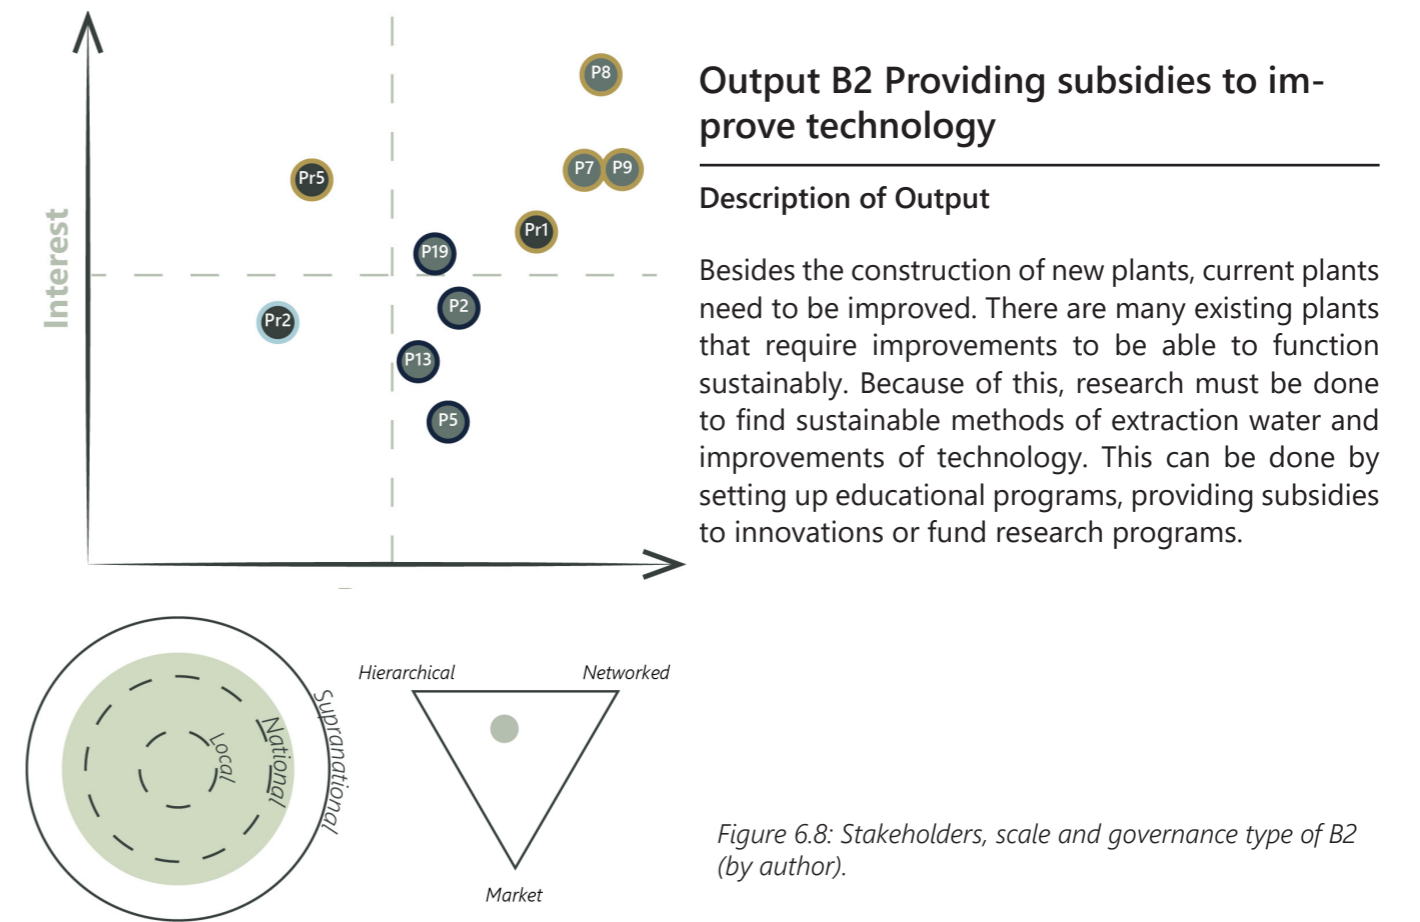 P8
P7
P9
Pr5
Pr1
P19
P2
Pr2
P13
P5
Interest
Output B2 Providing subsidies to im-
prove technology
Description of Output
Besides the construction of new plants, current plants
need to be improved. There are many existing plants
that require improvements to be able to function
sustainably. Because of this, research must be done
to find sustainable methods of extraction water and
improvements of technology. This can be done by
setting up educational programs, providing subsidies
to innovations or fund research programs.
Local
National
Supranational
Hierarchical
Networked
Market
Figure 6.8: Stakeholders, scale and governance type of B2
(by author).